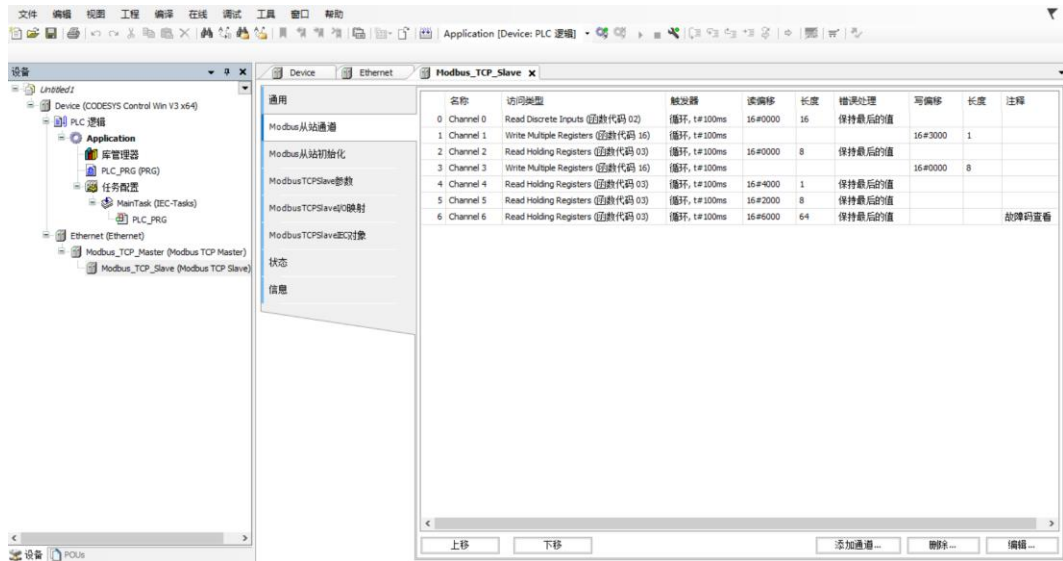 文件 编辑 视图 工程 编译 在线 调试 工具 窗口 帮助
Application [Device: PLC 逻辑]
设备
Untitled1
Device (CODESYS Control Win V3 x64)
PLC 逻辑
Application
库管理器
PLC_PRG (PRG)
任务配置
MainTask (IEC-Tasks)
PLC_PRG
Ethernet (Ethernet)
Modbus_TCP_Master (Modbus TCP Master)
Modbus_TCP_Slave (Modbus TCP Slave)
设备 POUs
Device Ethernet Modbus_TCP_Slave
通用
Modbus从站通道
Modbus从站初始化
ModbusTCPSlave参数
ModbusTCPSlaveI/O映射
ModbusTCPSlaveIEC对象
状态
信息
名称 访问类型 触发器 读偏移 长度 错误处理 写偏移 长度 注释
0 Channel 0 Read Discrete Inputs (函数代码 02) 循环, t#100ms 16#0000 16 保持最后的值
1 Channel 1 Write Multiple Registers (函数代码 16) 循环, t#100ms 16#3000 1
2 Channel 2 Read Holding Registers (函数代码 03) 循环, t#100ms 16#0000 8 保持最后的值
3 Channel 3 Write Multiple Registers (函数代码 16) 循环, t#100ms 16#0000 8
4 Channel 4 Read Holding Registers (函数代码 03) 循环, t#100ms 16#4000 1 保持最后的值
5 Channel 5 Read Holding Registers (函数代码 03) 循环, t#100ms 16#2000 8 保持最后的值
6 Channel 6 Read Holding Registers (函数代码 03) 循环, t#100ms 16#6000 64 保持最后的值 故障码查看
上移 下移 添加通道... 删除... 编辑...